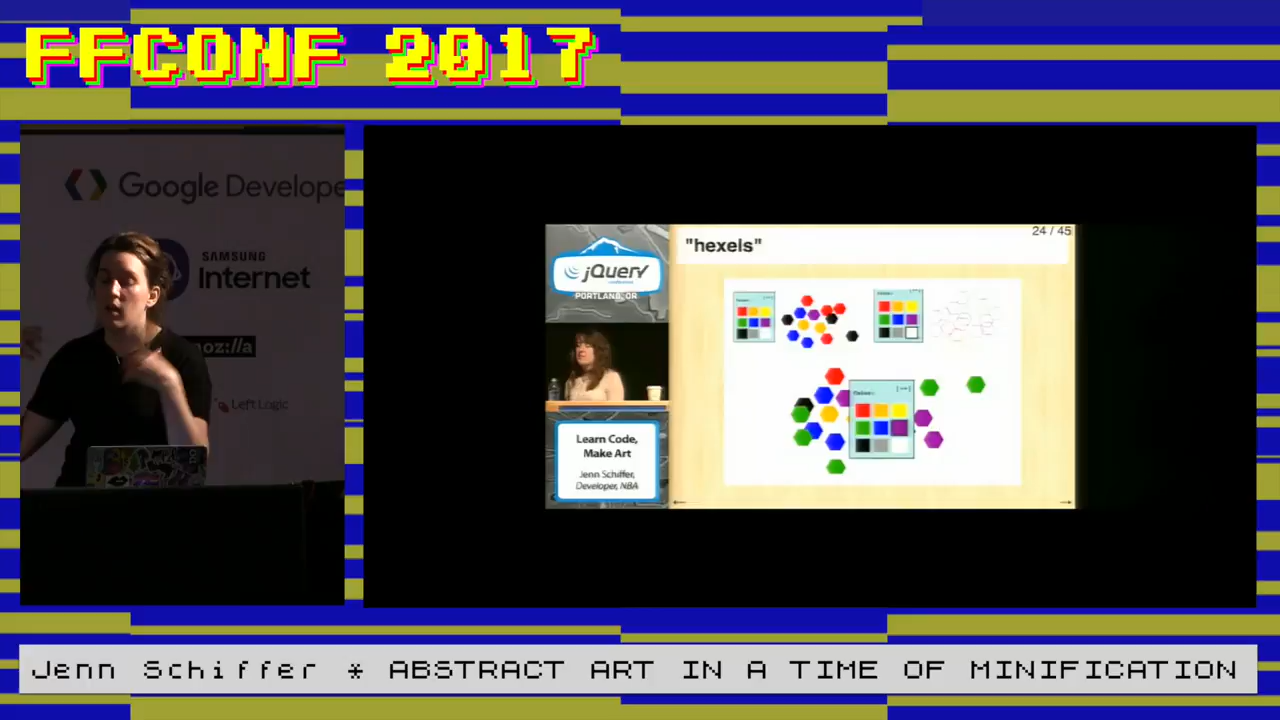 FFCONF 2017
Google Develope
SAMSUNG
Internet
moz://a
Left Logic
jQuery
conference
PORTLAND, OR
Learn Code,
Make Art
Jenn Schiffer,
Developer, NBA
24 / 45
"hexels"
Jenn Schiffer * ABSTRACT ART IN A TIME OF MINIFICATION